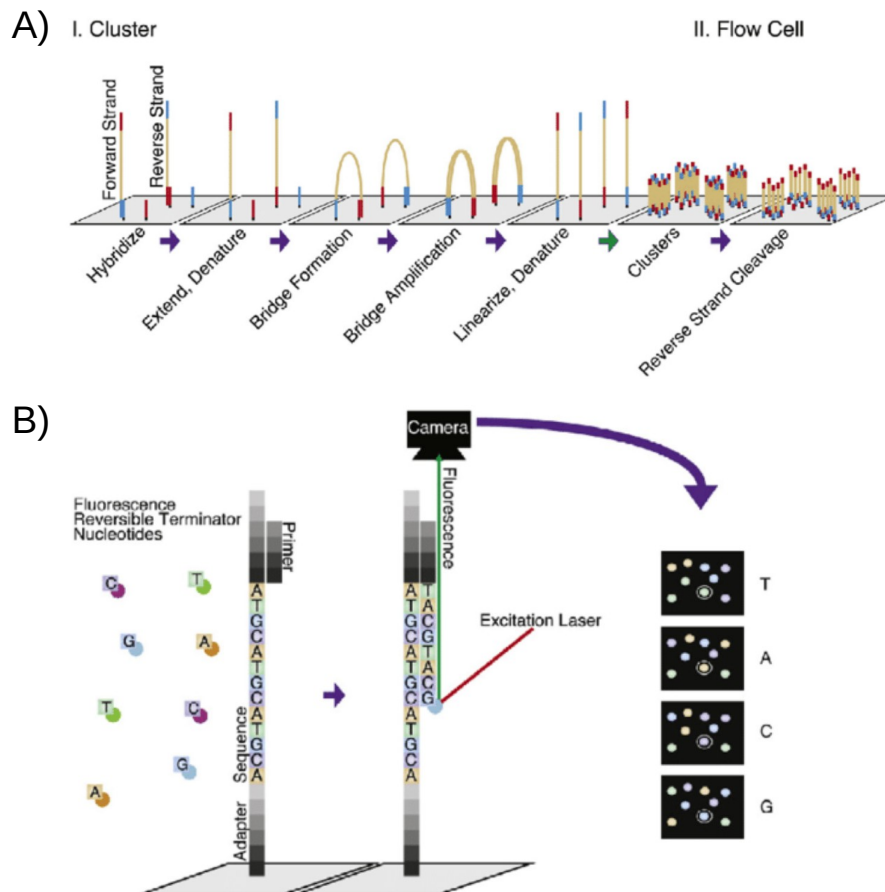 A)
I. Cluster
II. Flow Cell
Forward Strand
Reverse Strand
Hybridize
Extend, Denature
Bridge Formation
Bridge Amplification
Linearize, Denature
Clusters
Reverse Strand Cleavage
B)
Camera
Fluorescence
Reversible Terminator
Nucleotides
Primer
Fluorescence
Excitation Laser
C
T
G
A
T
C
G
A
A
T
G
C
A
T
G
C
A
T
G
C
A
Sequence
Adapter
A
T
G
C
A
T
G
C
A
T
G
C
A
T
A
C
G
T
A
C
G
T
A
C
G